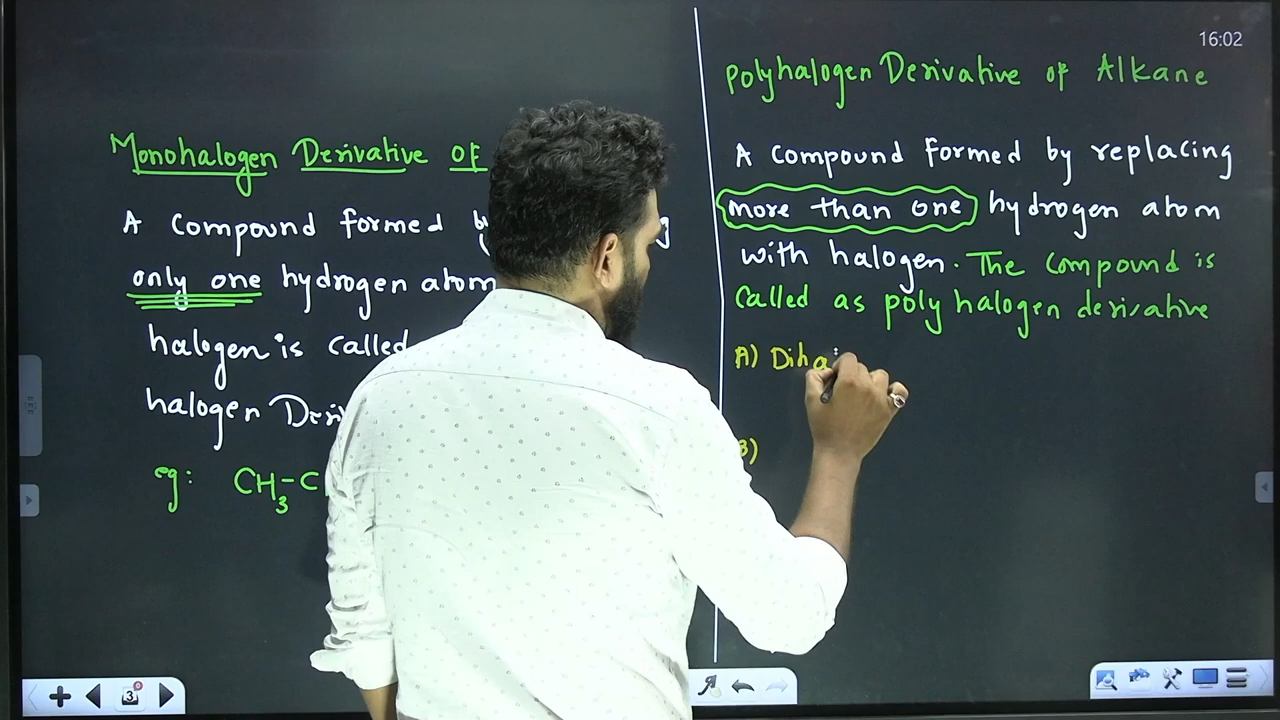 16:02
Monohalogen Derivative OF
A Compound formed
only one hydrogen atom
halogen is called
halogen
eg: CH3-C
polyhalogen Derivative of Alkane
A Compound formed by replacing
more than one hydrogen atom
with halogen. The Compound is
Called as poly halogen derivative
A) Diha
B)
3